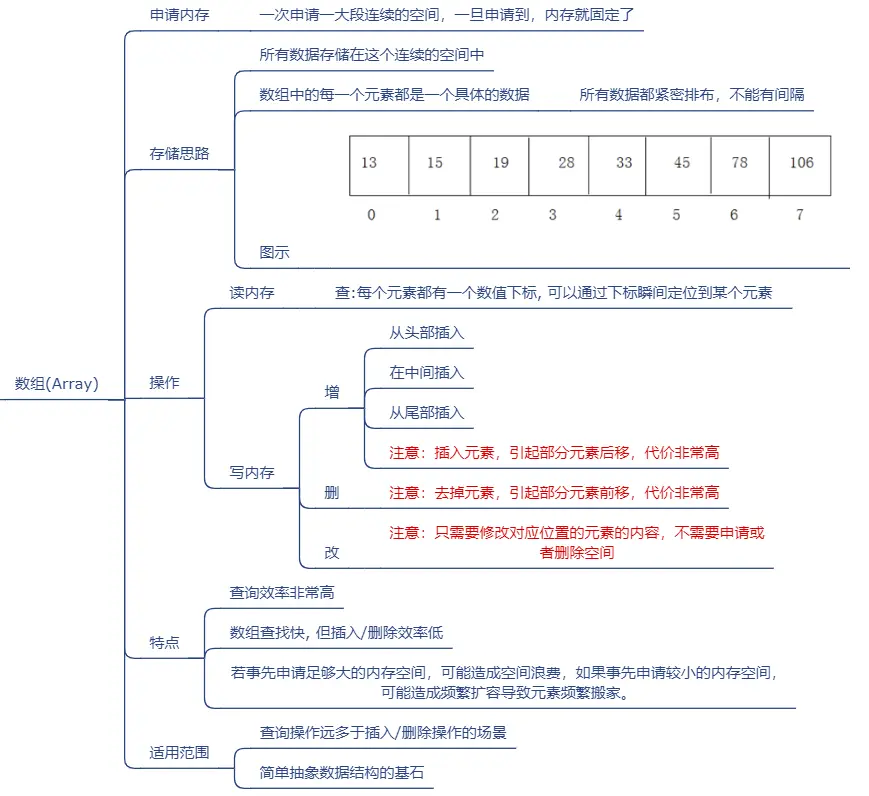 申请内存
一次申请一大段连续的空间，一旦申请到，内存就固定了
所有数据存储在这个连续的空间中
数组中的每一个元素都是一个具体的数据
所有数据都紧密排布，不能有间隔
存储思路
13 15 19 28 33 45 78 106
0 1 2 3 4 5 6 7
图示
读内存
查:每个元素都有一个数值下标, 可以通过下标瞬间定位到某个元素
从头部插入
在中间插入
数组(Array)
操作
增
从尾部插入
注意：插入元素，引起部分元素后移，代价非常高
写内存
删
注意：去掉元素，引起部分元素前移，代价非常高
注意：只需要修改对应位置的元素的内容，不需要申请或
者删除空间
改
查询效率非常高
特点
数组查找快, 但插入/删除效率低
若事先申请足够大的内存空间，可能造成空间浪费，如果事先申请较小的内存空间，
可能造成频繁扩容导致元素频繁搬家。
适用范围
查询操作远多于插入/删除操作的场景
简单抽象数据结构的基石